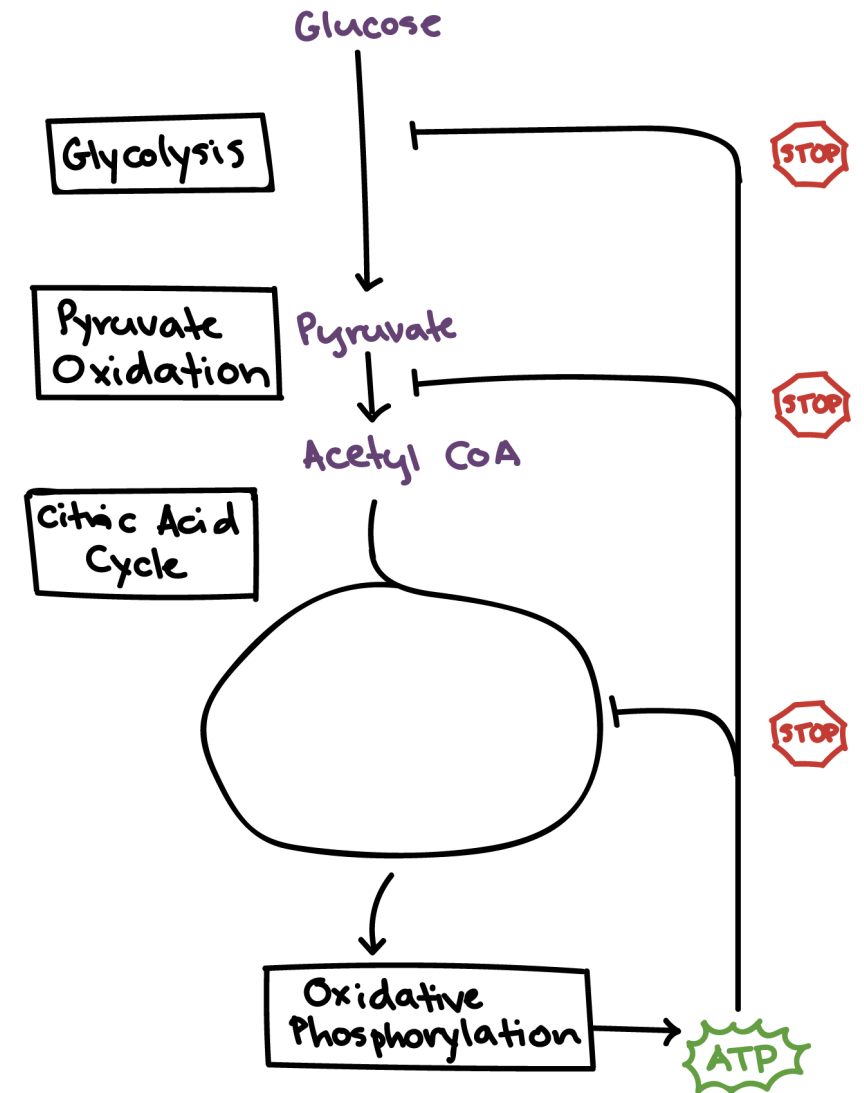 Glucose
Glycolysis
STOP
Pyruvate
Oxidation
Pyruvate
STOP
Acetyl CoA
Citric Acid
Cycle
STOP
Oxidative
Phosphorylation
ATP